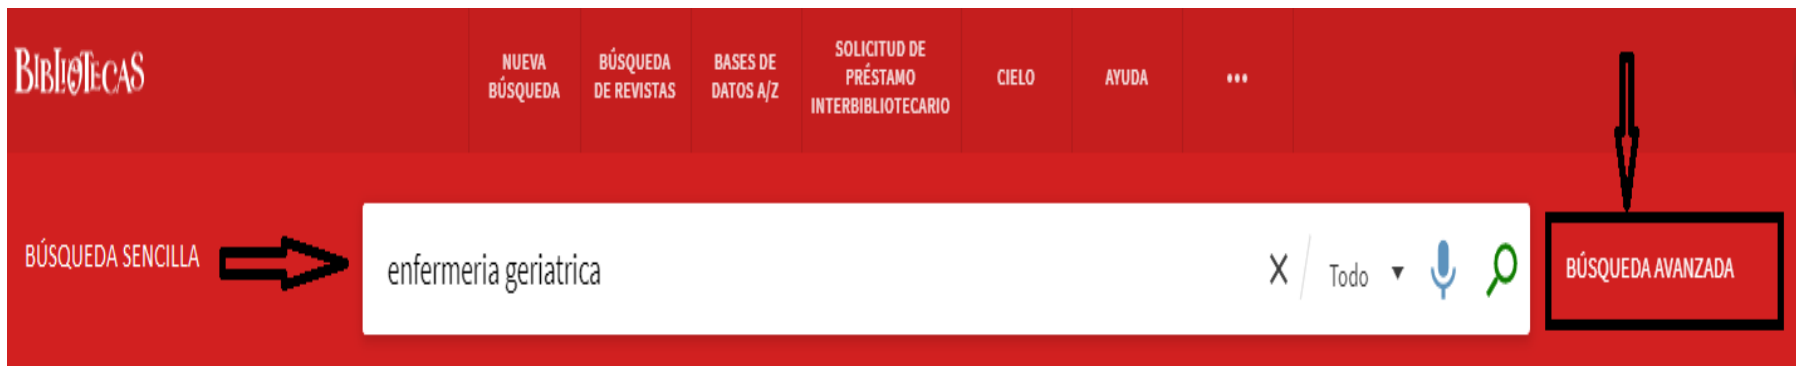 BIBLIOTECAS
NUEVA
BÚSQUEDA
BÚSQUEDA
DE REVISTAS
BASES DE
DATOS A/Z
SOLICITUD DE
PRÉSTAMO
INTERBIBLIOTECARIO
CIELO
AYUDA
•••
BÚSQUEDA SENCILLA
enfermeria geriatrica
X
Todo
BÚSQUEDA AVANZADA